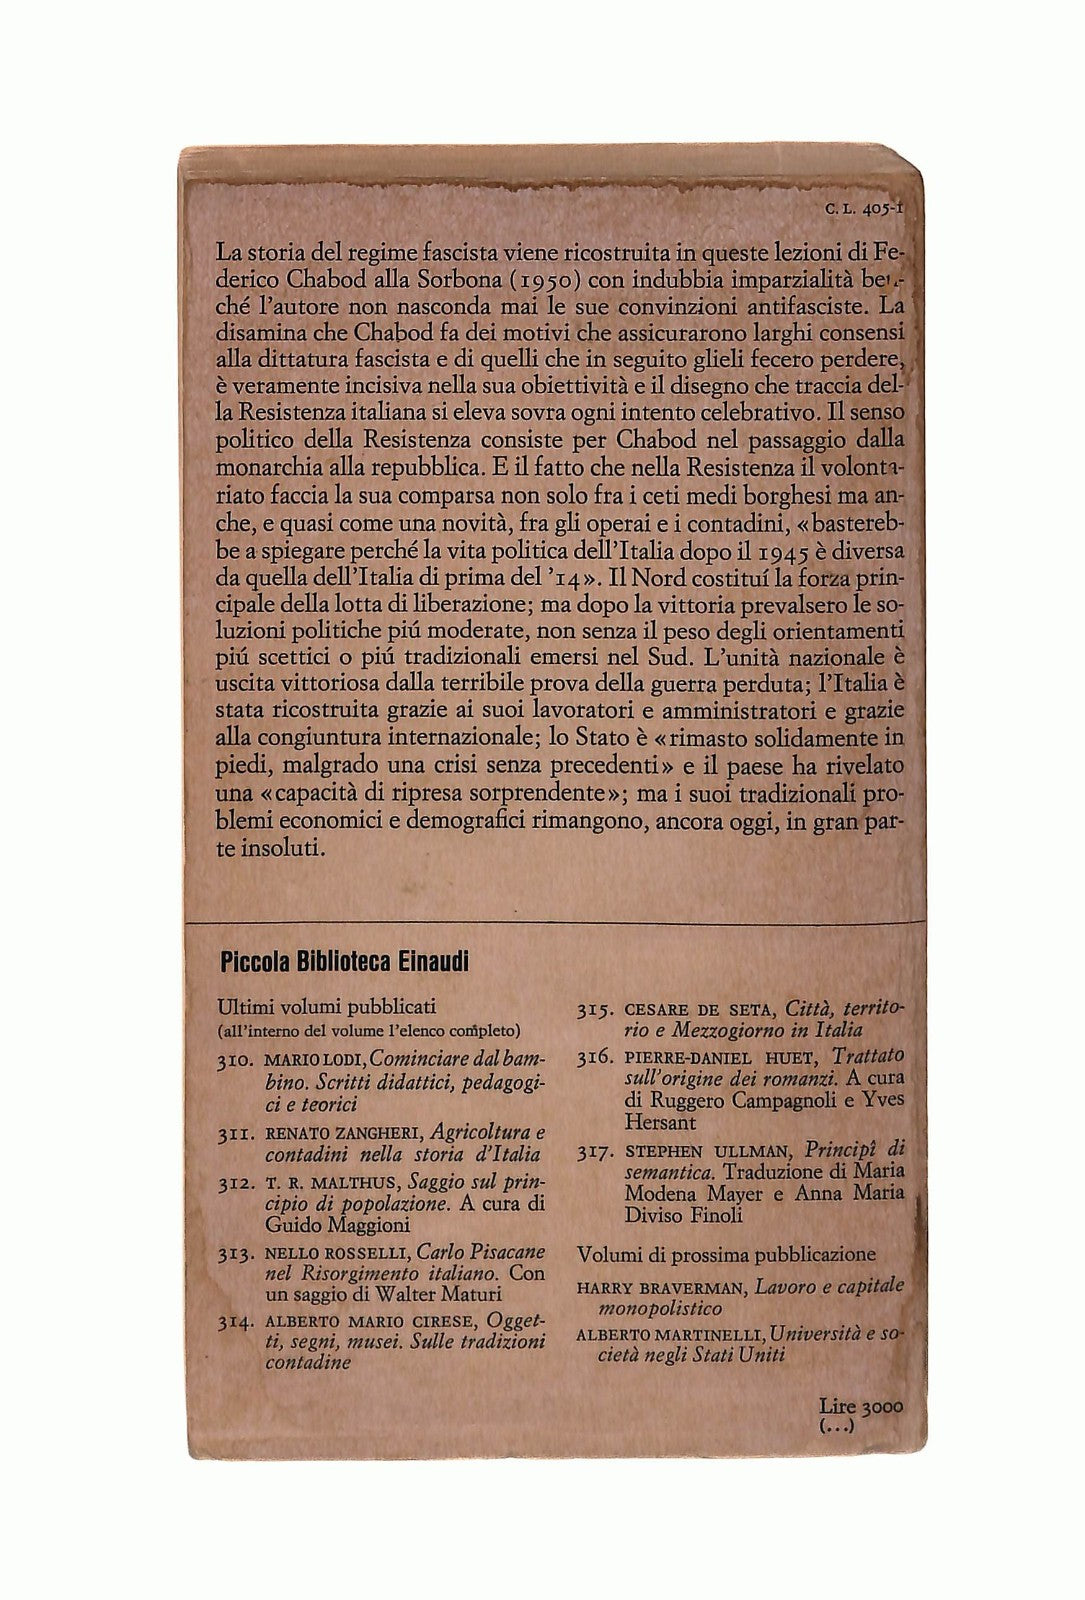 C. L. 405-1
La storia del regime fascista viene ricostruita in queste lezioni di Fe-
derico Chabod alla Sorbona (1950) con indubbia imparzialità ben-
ché l'autore non nasconda mai le sue convinzioni antifasciste. La
disamina che Chabod fa dei motivi che assicurarono larghi consensi
alla dittatura fascista e di quelli che in seguito glieli fecero perdere,
è veramente incisiva nella sua obiettività e il disegno che traccia del-
la Resistenza italiana si eleva sovra ogni intento celebrativo. Il senso
politico della Resistenza consiste per Chabod nel passaggio dalla
monarchia alla repubblica. E il fatto che nella Resistenza il volonta-
riato faccia la sua comparsa non solo fra i ceti medi borghesi ma an-
che, e quasi come una novità, fra gli operai e i contadini, «bastereb-
be a spiegare perché la vita politica dell'Italia dopo il 1945 è diversa
da quella dell'Italia di prima del '14». Il Nord costituí la forza prin-
cipale della lotta di liberazione; ma dopo la vittoria prevalsero le so-
luzioni politiche piú moderate, non senza il peso degli orientamenti
piú scettici o piú tradizionali emersi nel Sud. L'unità nazionale è
uscita vittoriosa dalla terribile prova della guerra perduta; l'Italia è
stata ricostruita grazie ai suoi lavoratori e amministratori e grazie
alla congiuntura internazionale; lo Stato è «rimasto solidamente in
piedi, malgrado una crisi senza precedenti» e il paese ha rivelato
una «capacità di ripresa sorprendente»; ma i suoi tradizionali pro-
blemi economici e demografici rimangono, ancora oggi, in gran par-
te insoluti.
Piccola Biblioteca Einaudi
Ultimi volumi pubblicati
(all'interno del volume l'elenco completo)
310. MARIO LODI, Cominciare dal bam-
bino. Scritti didattici, pedagogi-
ci e teorici
311. RENATO ZANGHERI, Agricoltura e
contadini nella storia d'Italia
312. T. R. MALTHUS, Saggio sul prin-
cipio di popolazione. A cura di
Guido Maggioni
313. NELLO ROSSELLI, Carlo Pisacane
nel Risorgimento italiano. Con
un saggio di Walter Maturi
314. ALBERTO MARIO CIRESE, Ogget-
ti, segni, musei. Sulle tradizioni
contadine
315. CESARE DE SETA, Città, territo-
rio e Mezzogiorno in Italia
316. PIERRE-DANIEL HUET, Trattato
sull'origine dei romanzi. A cura
di Ruggero Campagnoli e Yves
Hersant
317. STEPHEN ULLMAN, Principî di
semantica. Traduzione di Maria
Modena Mayer e Anna Maria
Diviso Finoli
Volumi di prossima pubblicazione
HARRY BRAVERMAN, Lavoro e capitale
monopolistico
ALBERTO MARTINELLI, Università e so-
cietà negli Stati Uniti
Lire 3000
(...)